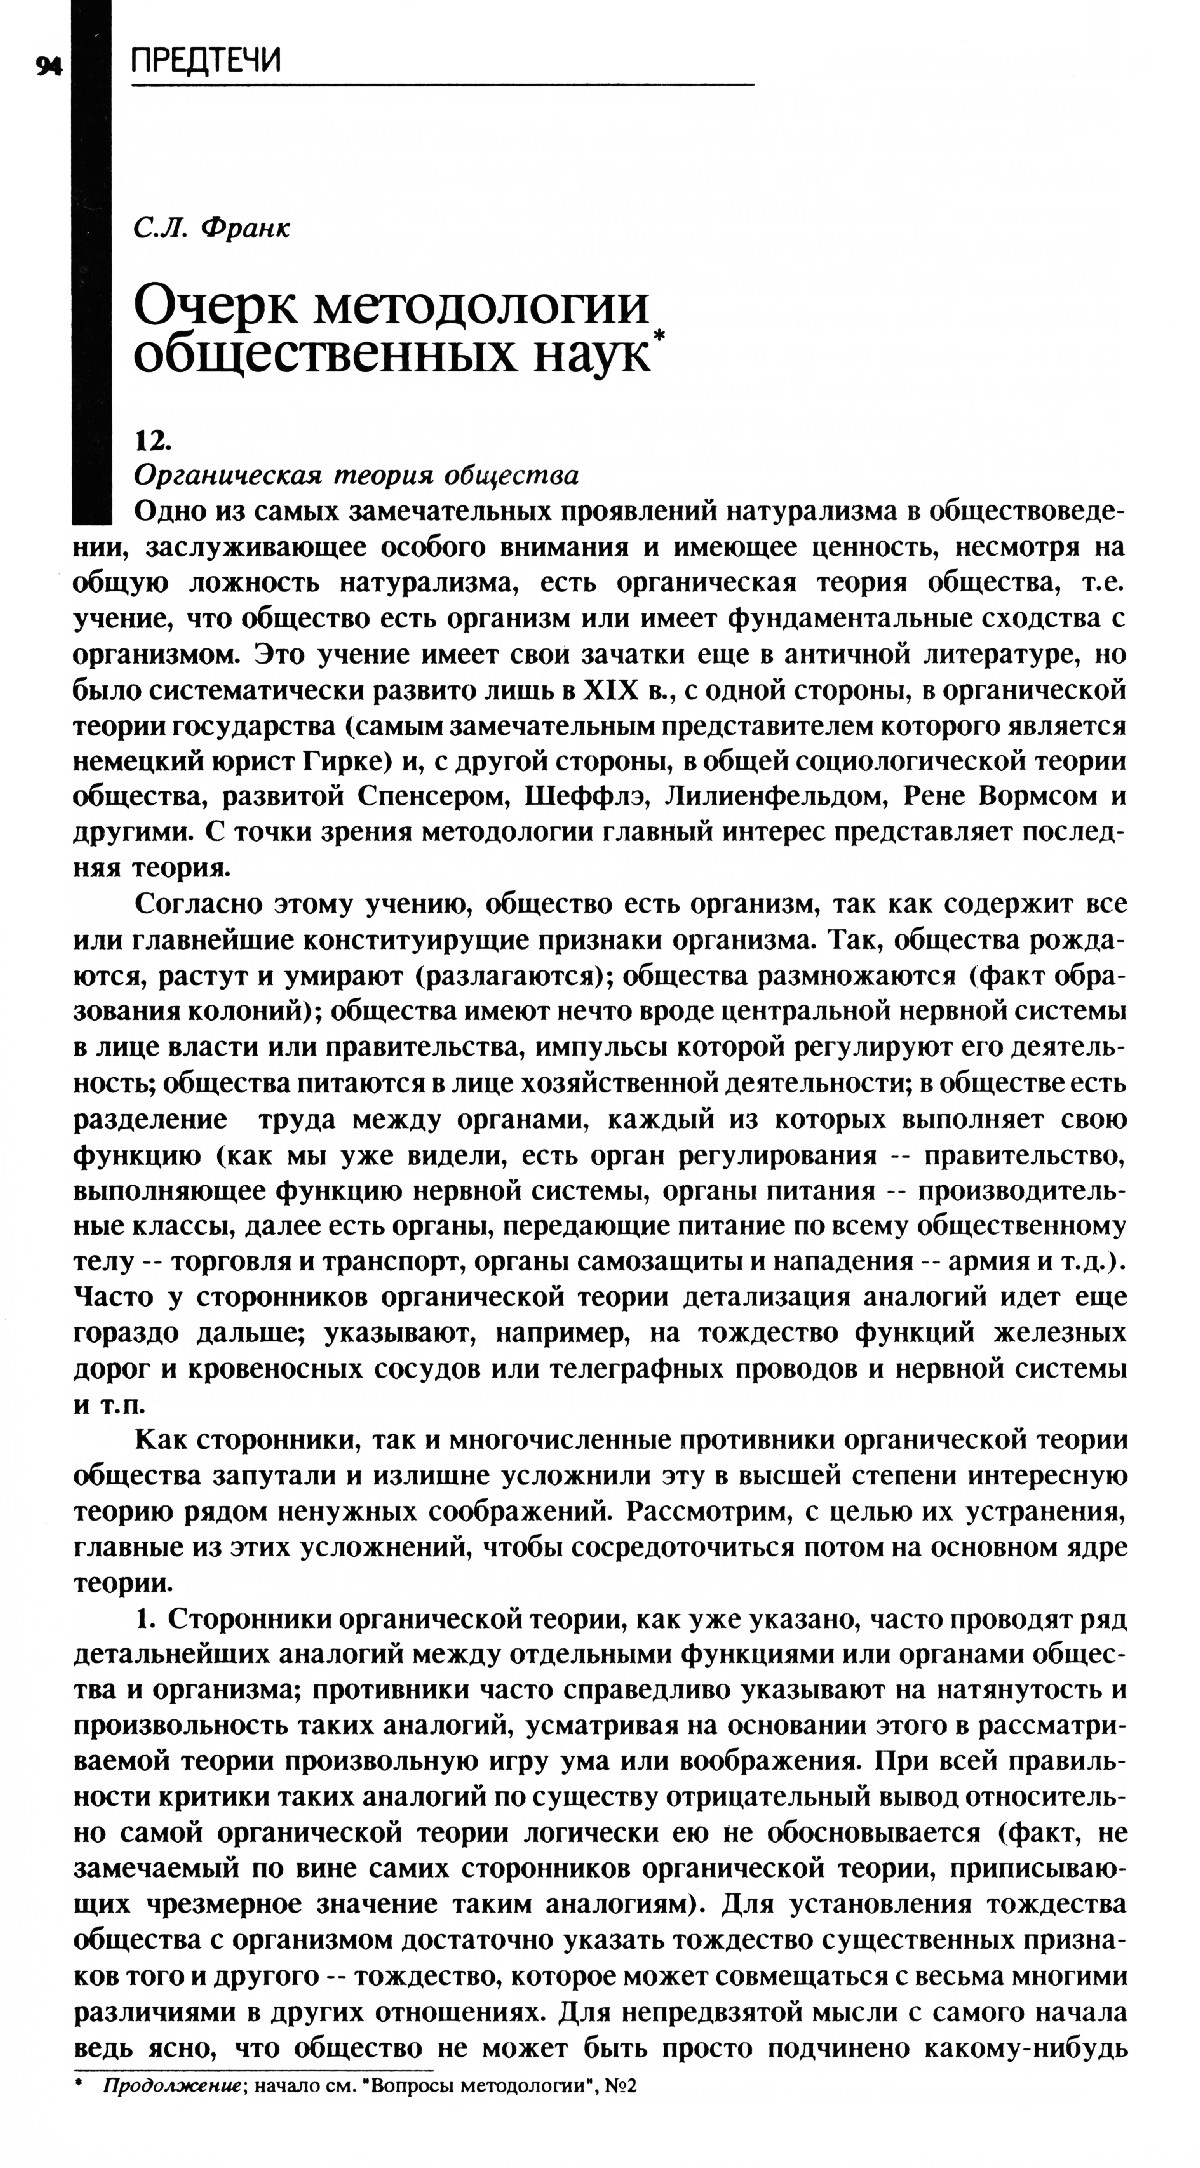 94
ПРЕДТЕЧИ
С.Л. Франк
Очерк методологии
общественных наук*
12.
Органическая теория общества
Одно из самых замечательных проявлений натурализма в обществоведе-
нии, заслуживающее особого внимания и имеющее ценность, несмотря на
общую ложность натурализма, есть органическая теория общества, т.е.
учение, что общество есть организм или имеет фундаментальные сходства с
организмом. Это учение имеет свои зачатки еще в античной литературе, но
было систематически развито лишь в XIX в., с одной стороны, в органической
теории государства (самым замечательным представителем которого является
немецкий юрист Гирке) и, с другой стороны, в общей социологической теории
общества, развитой Спенсером, Шеффлэ, Лилиенфельдом, Рене Вормсом и
другими. С точки зрения методологии главный интерес представляет послед-
няя теория.
Согласно этому учению, общество есть организм, так как содержит все
или главнейшие конституирущие признаки организма. Так, общества рожда-
ются, растут и умирают (разлагаются); общества размножаются (факт обра-
зования колоний); общества имеют нечто вроде центральной нервной системы
в лице власти или правительства, импульсы которой регулируют его деятель-
ность; общества питаются в лице хозяйственной деятельности; в обществе есть
разделение труда между органами, каждый из которых выполняет свою
функцию (как мы уже видели, есть орган регулирования -- правительство,
выполняющее функцию нервной системы, органы питания -- производитель-
ные классы, далее есть органы, передающие питание по всему общественному
телу -- торговля и транспорт, органы самозащиты и нападения -- армия и т.д.).
Часто у сторонников органической теории детализация аналогий идет еще
гораздо дальше; указывают, например, на тождество функций железных
дорог и кровеносных сосудов или телеграфных проводов и нервной системы
и т.п.
Как сторонники, так и многочисленные противники органической теории
общества запутали и излишне усложнили эту в высшей степени интересную
теорию рядом ненужных соображений. Рассмотрим, с целью их устранения,
главные из этих усложнений, чтобы сосредоточиться потом на основном ядре
теории.
1. Сторонники органической теории, как уже указано, часто проводят ряд
детальнейших аналогий между отдельными функциями или органами общес-
тва и организма; противники часто справедливо указывают на натянутость и
произвольность таких аналогий, усматривая на основании этого в рассматри-
ваемой теории произвольную игру ума или воображения. При всей правиль-
ности критики таких аналогий по существу отрицательный вывод относитель-
но самой органической теории логически ею не обосновывается (факт, не
замечаемый по вине самих сторонников органической теории, приписываю-
щих чрезмерное значение таким аналогиям). Для установления тождества
общества с организмом достаточно указать тождество существенных призна-
ков того и другого -- тождество, которое может совмещаться с весьма многими
различиями в других отношениях. Для непредвзятой мысли с самого начала
ведь ясно, что общество не может быть просто подчинено какому-нибудь
* Продолжение; начало см. "Вопросы методологии", №2